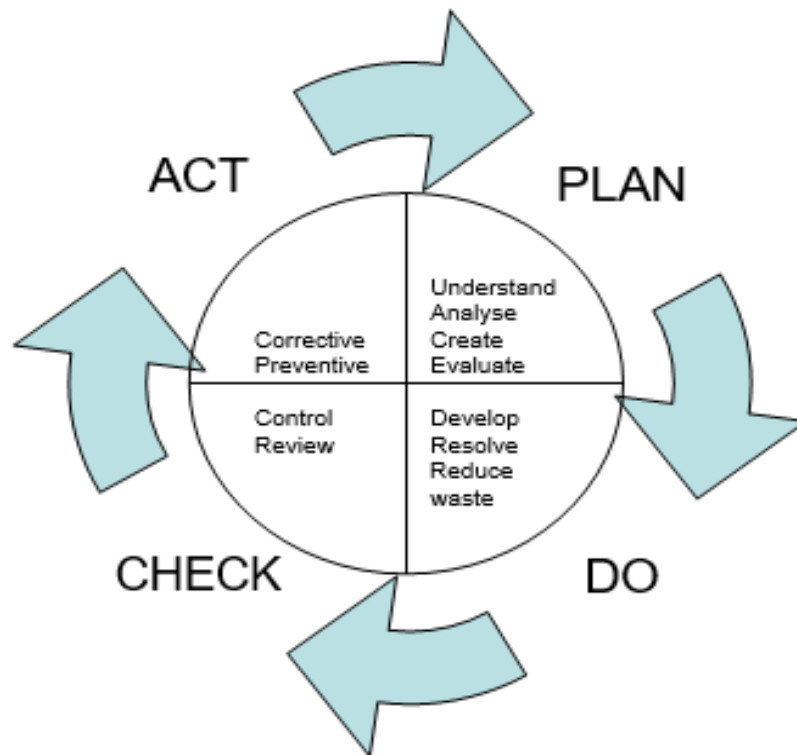 ACT
PLAN
Corrective
Preventive
Understand
Analyse
Create
Evaluate
Control
Review
Develop
Resolve
Reduce
waste
CHECK
DO